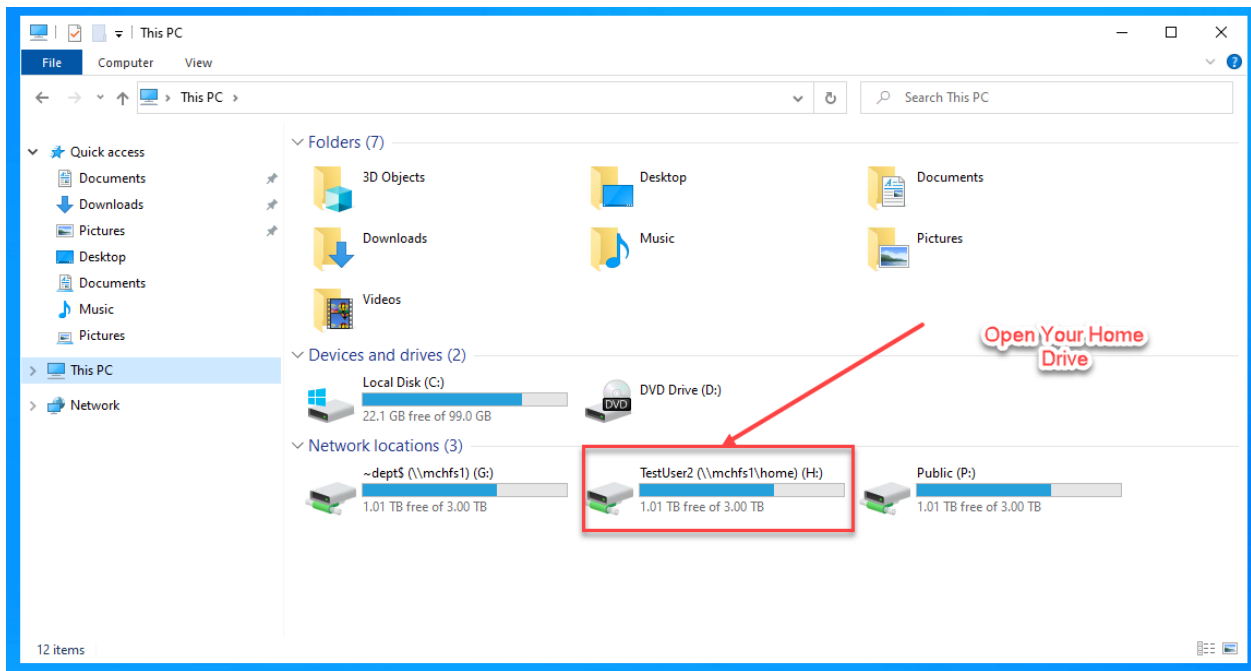 This PC
File Computer View
This PC
Search This PC
Quick access
Documents
Downloads
Pictures
Desktop
Documents
Music
Pictures
This PC
Network
Folders (7)
3D Objects
Desktop
Documents
Downloads
Music
Pictures
Videos
Open Your Home
Drive
Devices and drives (2)
Local Disk (C:)
22.1 GB free of 99.0 GB
DVD
DVD Drive (D:)
Network locations (3)
~dept$ (\\mchfs1) (G:)
1.01 TB free of 3.00 TB
TestUser2 (\\mchfs1\home) (H:)
1.01 TB free of 3.00 TB
Public (P:)
1.01 TB free of 3.00 TB
12 items